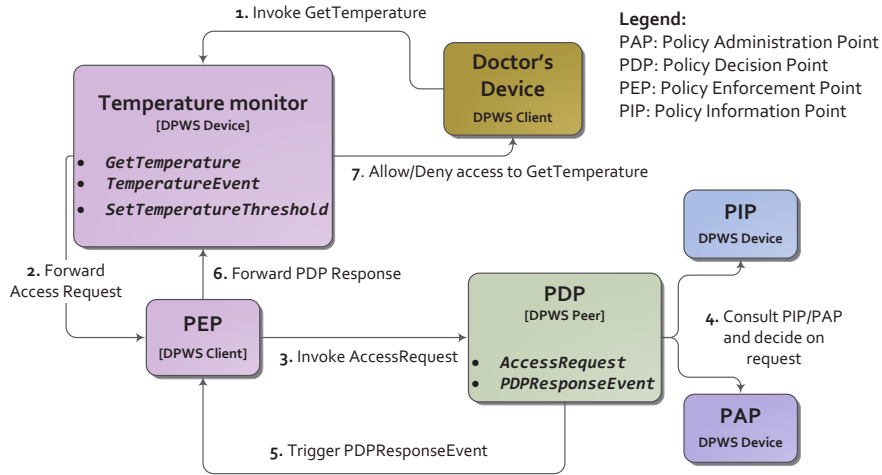 1. Invoke GetTemperature
Legend:
PAP: Policy Administration Point
PDP: Policy Decision Point
PEP: Policy Enforcement Point
PIP: Policy Information Point
Doctor's
Device
DPWS Client
Temperature monitor
[DPWS Device]
• GetTemperature
• TemperatureEvent
• SetTemperatureThreshold
7. Allow/Deny access to GetTemperature
PIP
DPWS Device
2. Forward
Access Request
6. Forward PDP Response
PDP
[DPWS Peer]
• AccessRequest
• PDPResponseEvent
PEP
[DPWS Client]
3. Invoke AccessRequest
4. Consult PIP/PAP
and decide on
request
PAP
DPWS Device
5. Trigger PDPResponseEvent